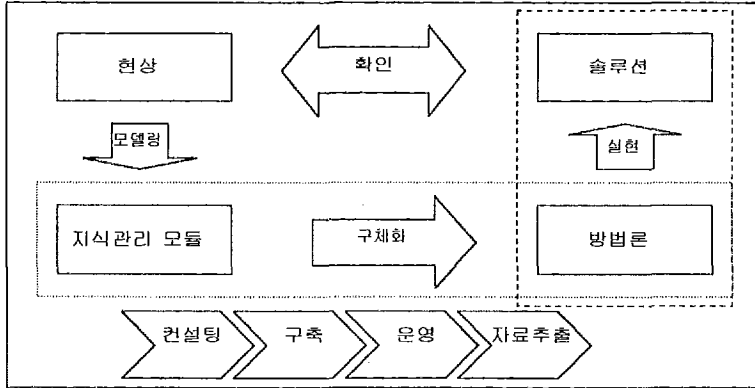 현상
확인
솔루션
모델링
실현
지식관리 모듈
구체화
방법론
컨설팅
구축
운영
자료추출